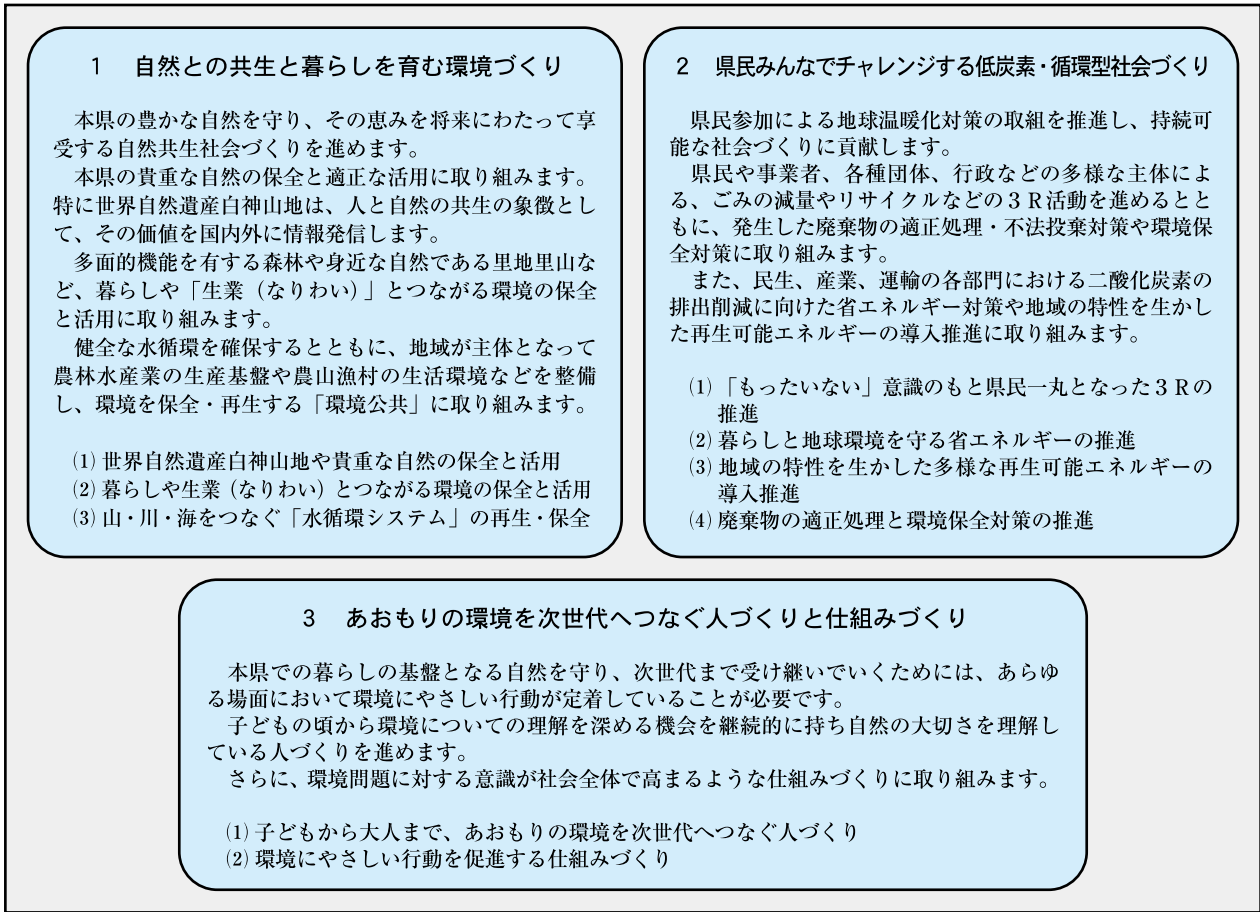 1　自然との共生と暮らしを育む環境づくり
本県の豊かな自然を守り、その恵みを将来にわたって享
受する自然共生社会づくりを進めます。
本県の貴重な自然の保全と適正な活用に取り組みます。
特に世界自然遺産白神山地は、人と自然の共生の象徴とし
て、その価値を国内外に情報発信します。
多面的機能を有する森林や身近な自然である里地里山な
ど、暮らしや「生業（なりわい）」とつながる環境の保全
と活用に取り組みます。
健全な水循環を確保するとともに、地域が主体となって
農林水産業の生産基盤や農山漁村の生活環境などを整備
し、環境を保全・再生する「環境公共」に取り組みます。
⑴ 世界自然遺産白神山地や貴重な自然の保全と活用
⑵ 暮らしや生業（なりわい）とつながる環境の保全と活用
⑶ 山・川・海をつなぐ「水循環システム」の再生・保全
2　県民みんなでチャレンジする低炭素・循環型社会づくり
県民参加による地球温暖化対策の取組を推進し、持続可
能な社会づくりに貢献します。
県民や事業者、各種団体、行政などの多様な主体によ
る、ごみの減量やリサイクルなどの３Ｒ活動を進めるとと
もに、発生した廃棄物の適正処理・不法投棄対策や環境保
全対策に取り組みます。
また、民生、産業、運輸の各部門における二酸化炭素の
排出削減に向けた省エネルギー対策や地域の特性を生かし
た再生可能エネルギーの導入推進に取り組みます。
⑴ 「もったいない」意識のもと県民一丸となった３Ｒの
推進
⑵ 暮らしと地球環境を守る省エネルギーの推進
⑶ 地域の特性を生かした多様な再生可能エネルギーの
導入推進
⑷ 廃棄物の適正処理と環境保全対策の推進
3　あおもりの環境を次世代へつなぐ人づくりと仕組みづくり
本県での暮らしの基盤となる自然を守り、次世代まで受け継いでいくためには、あらゆ
る場面において環境にやさしい行動が定着していることが必要です。
子どもの頃から環境についての理解を深める機会を継続的に持ち自然の大切さを理解し
ている人づくりを進めます。
さらに、環境問題に対する意識が社会全体で高まるような仕組みづくりに取り組みます。
⑴ 子どもから大人まで、あおもりの環境を次世代へつなぐ人づくり
⑵ 環境にやさしい行動を促進する仕組みづくり